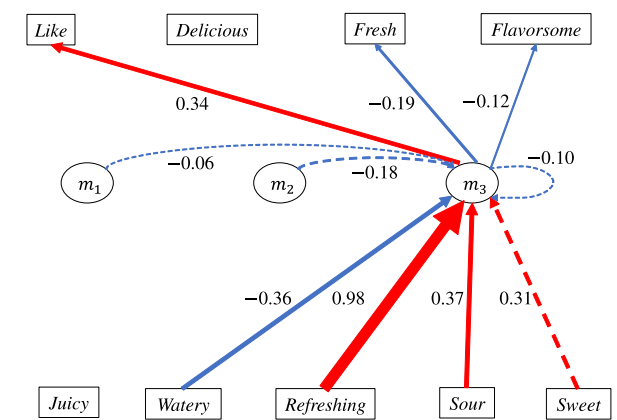 Like Delicious Fresh Flavorsome
0.34 −0.19 −0.12
−0.06 −0.18 −0.10
m₁ m₂ m₃
−0.36 0.98 0.37 0.31
Juicy Watery Refreshing Sour Sweet